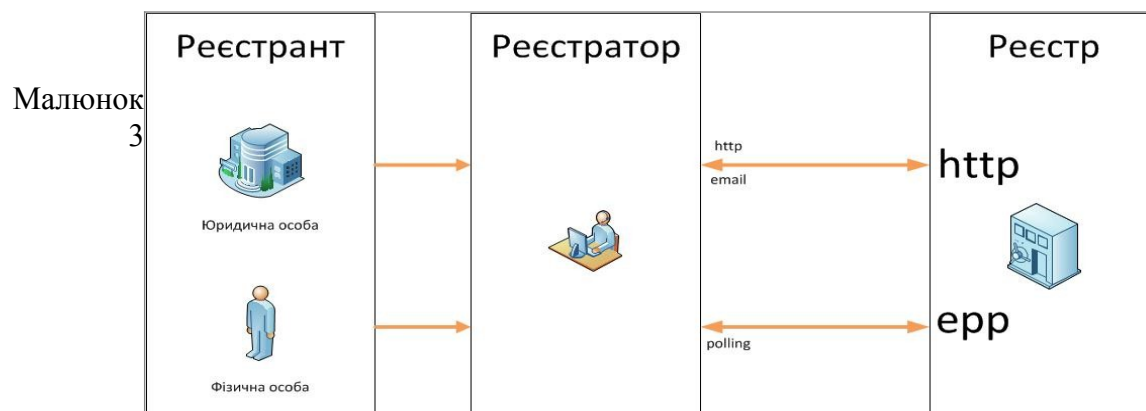 Малюнок
3
Реєстрант
Юридична особа
Фізична особа
Реєстратор
http
email
polling
Реєстр
http
epp